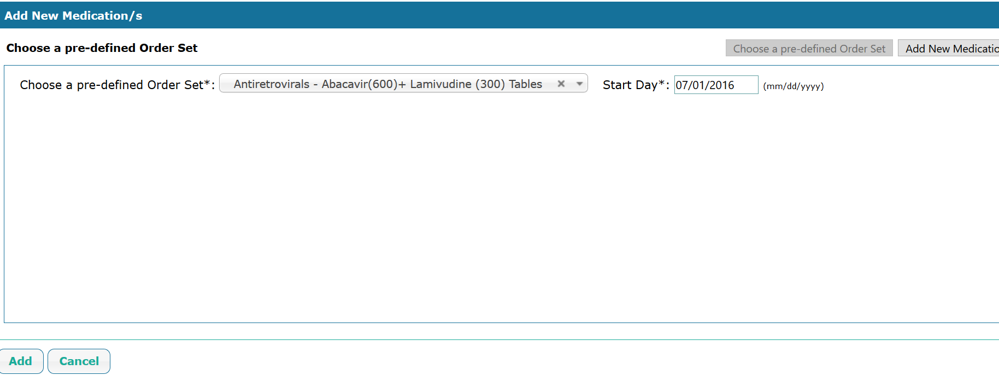 Add New Medication/s
Choose a pre-defined Order Set
Choose a pre-defined Order Set
Add New Medicatio
Choose a pre-defined Order Set*: Antiretrovirals - Abacavir(600)+ Lamivudine (300) Tables Start Day*: 07/01/2016 (mm/dd/yyyy)
Add
Cancel